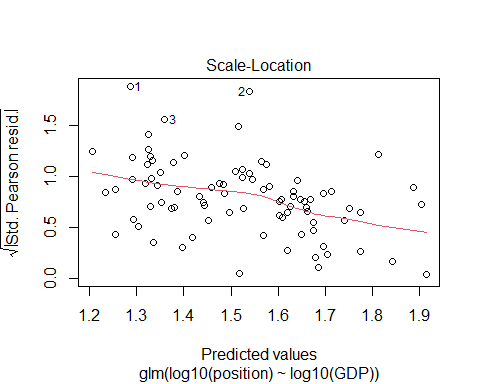 Scale-Location
√|Std. Pearson resid.|
1.5
1.0
0.5
0.0
1
2
3
1.2 1.3 1.4 1.5 1.6 1.7 1.8 1.9
Predicted values
glm(log10(position) ~ log10(GDP))